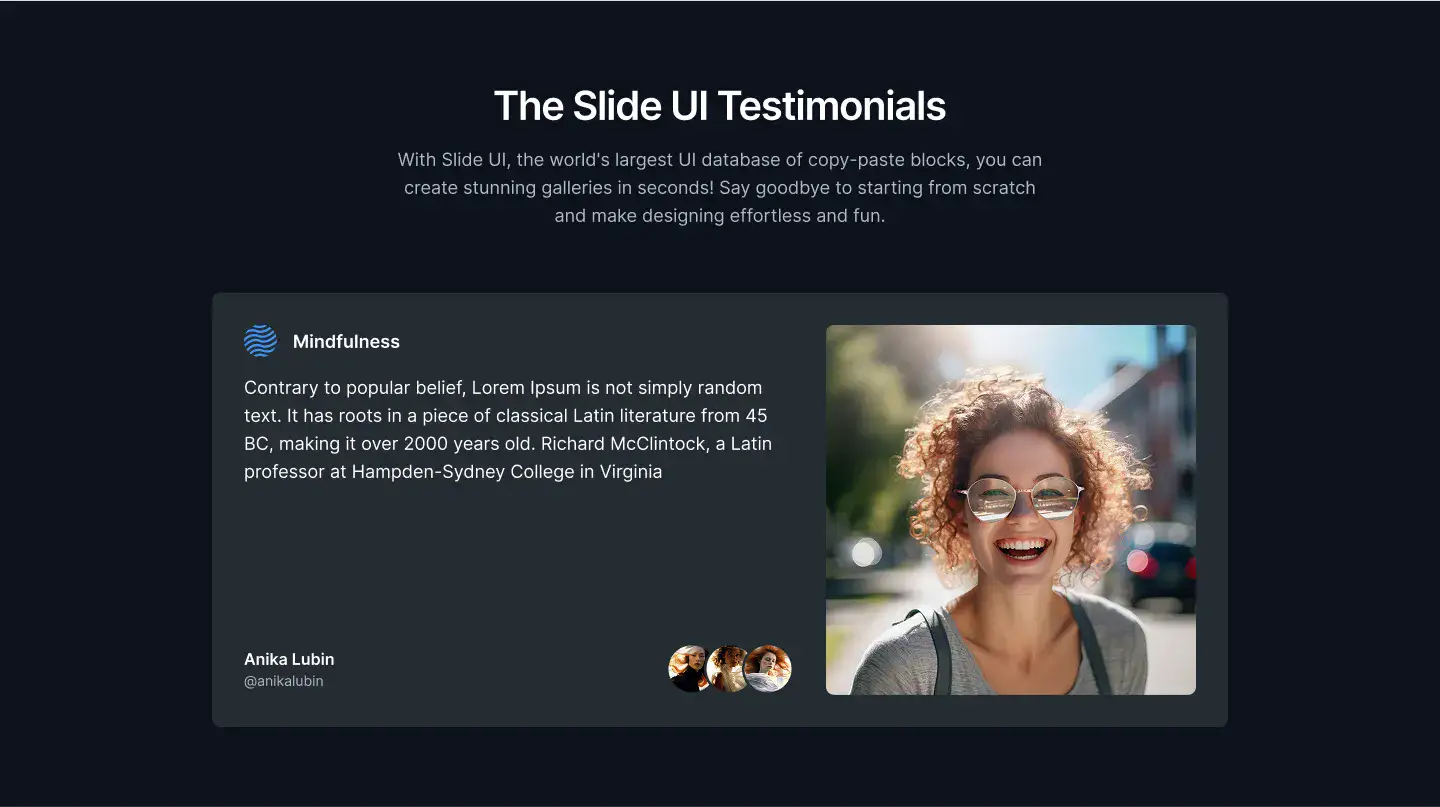 The Slide UI Testimonials
With Slide UI, the world's largest UI database of copy-paste blocks, you can
create stunning galleries in seconds! Say goodbye to starting from scratch
and make designing effortless and fun.
Mindfulness
Contrary to popular belief, Lorem Ipsum is not simply random
text. It has roots in a piece of classical Latin literature from 45
BC, making it over 2000 years old. Richard McClintock, a Latin
professor at Hampden-Sydney College in Virginia
Anika Lubin
@anikalubin